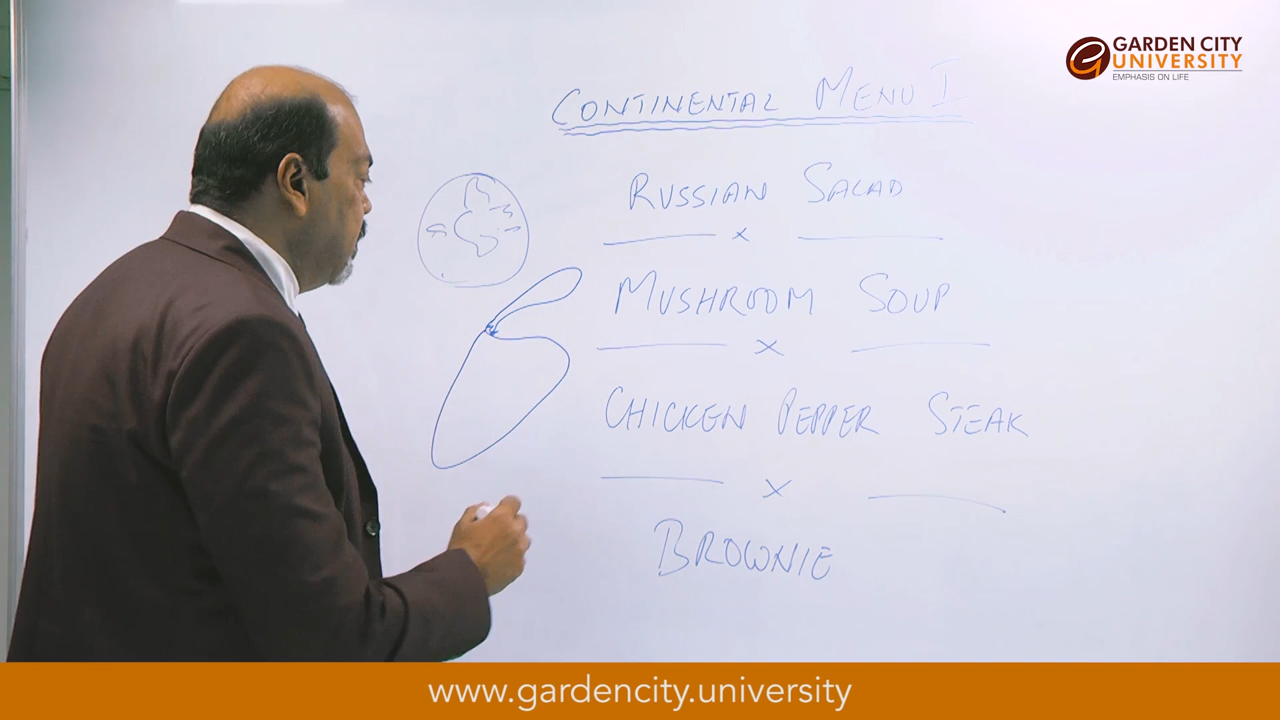 GARDEN CITY
UNIVERSITY
EMPHASIS ON LIFE
CONTINENTAL MENU I
RUSSIAN SALAD
x
MUSHROOM SOUP
x
CHICKEN PEPPER STEAK
x
BROWNIE
www.gardencity.university